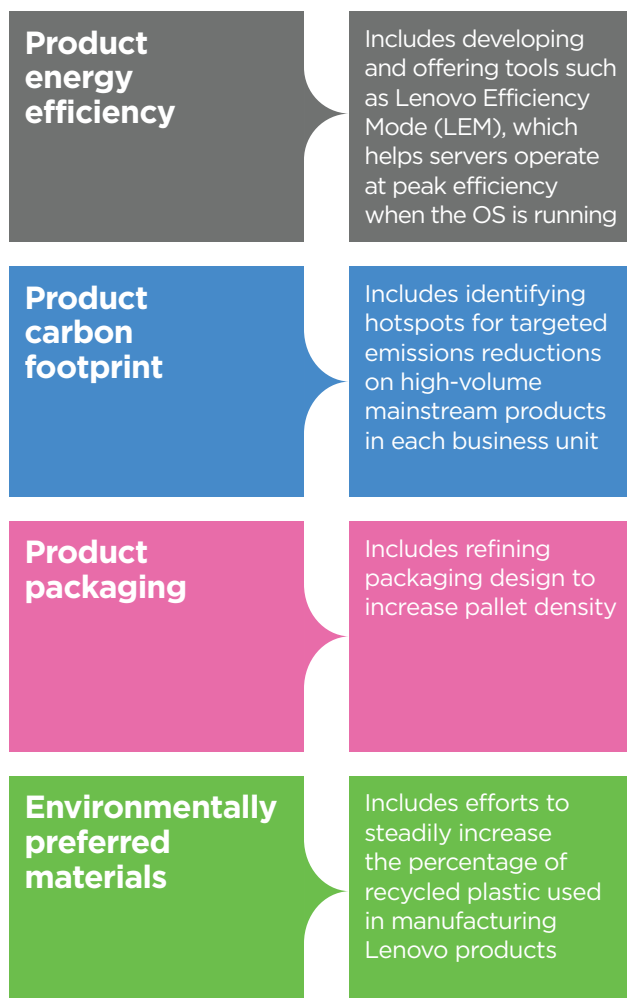 Product
energy
efficiency
Includes developing
and offering tools such
as Lenovo Efficiency
Mode (LEM), which
helps servers operate
at peak efficiency
when the OS is running
Product
carbon
footprint
Includes identifying
hotspots for targeted
emissions reductions
on high-volume
mainstream products
in each business unit
Product
packaging
Includes refining
packaging design to
increase pallet density
Environmentally
preferred
materials
Includes efforts to
steadily increase
the percentage of
recycled plastic used
in manufacturing
Lenovo products